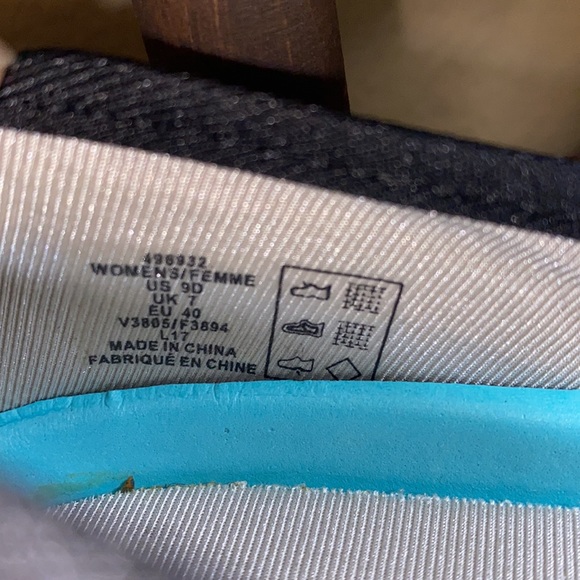 496932
WOMENS/FEMME
US 9D
UK 7
EU 40
V3805/F3894
L17
MADE IN CHINA
FABRIQUÉ EN CHINE